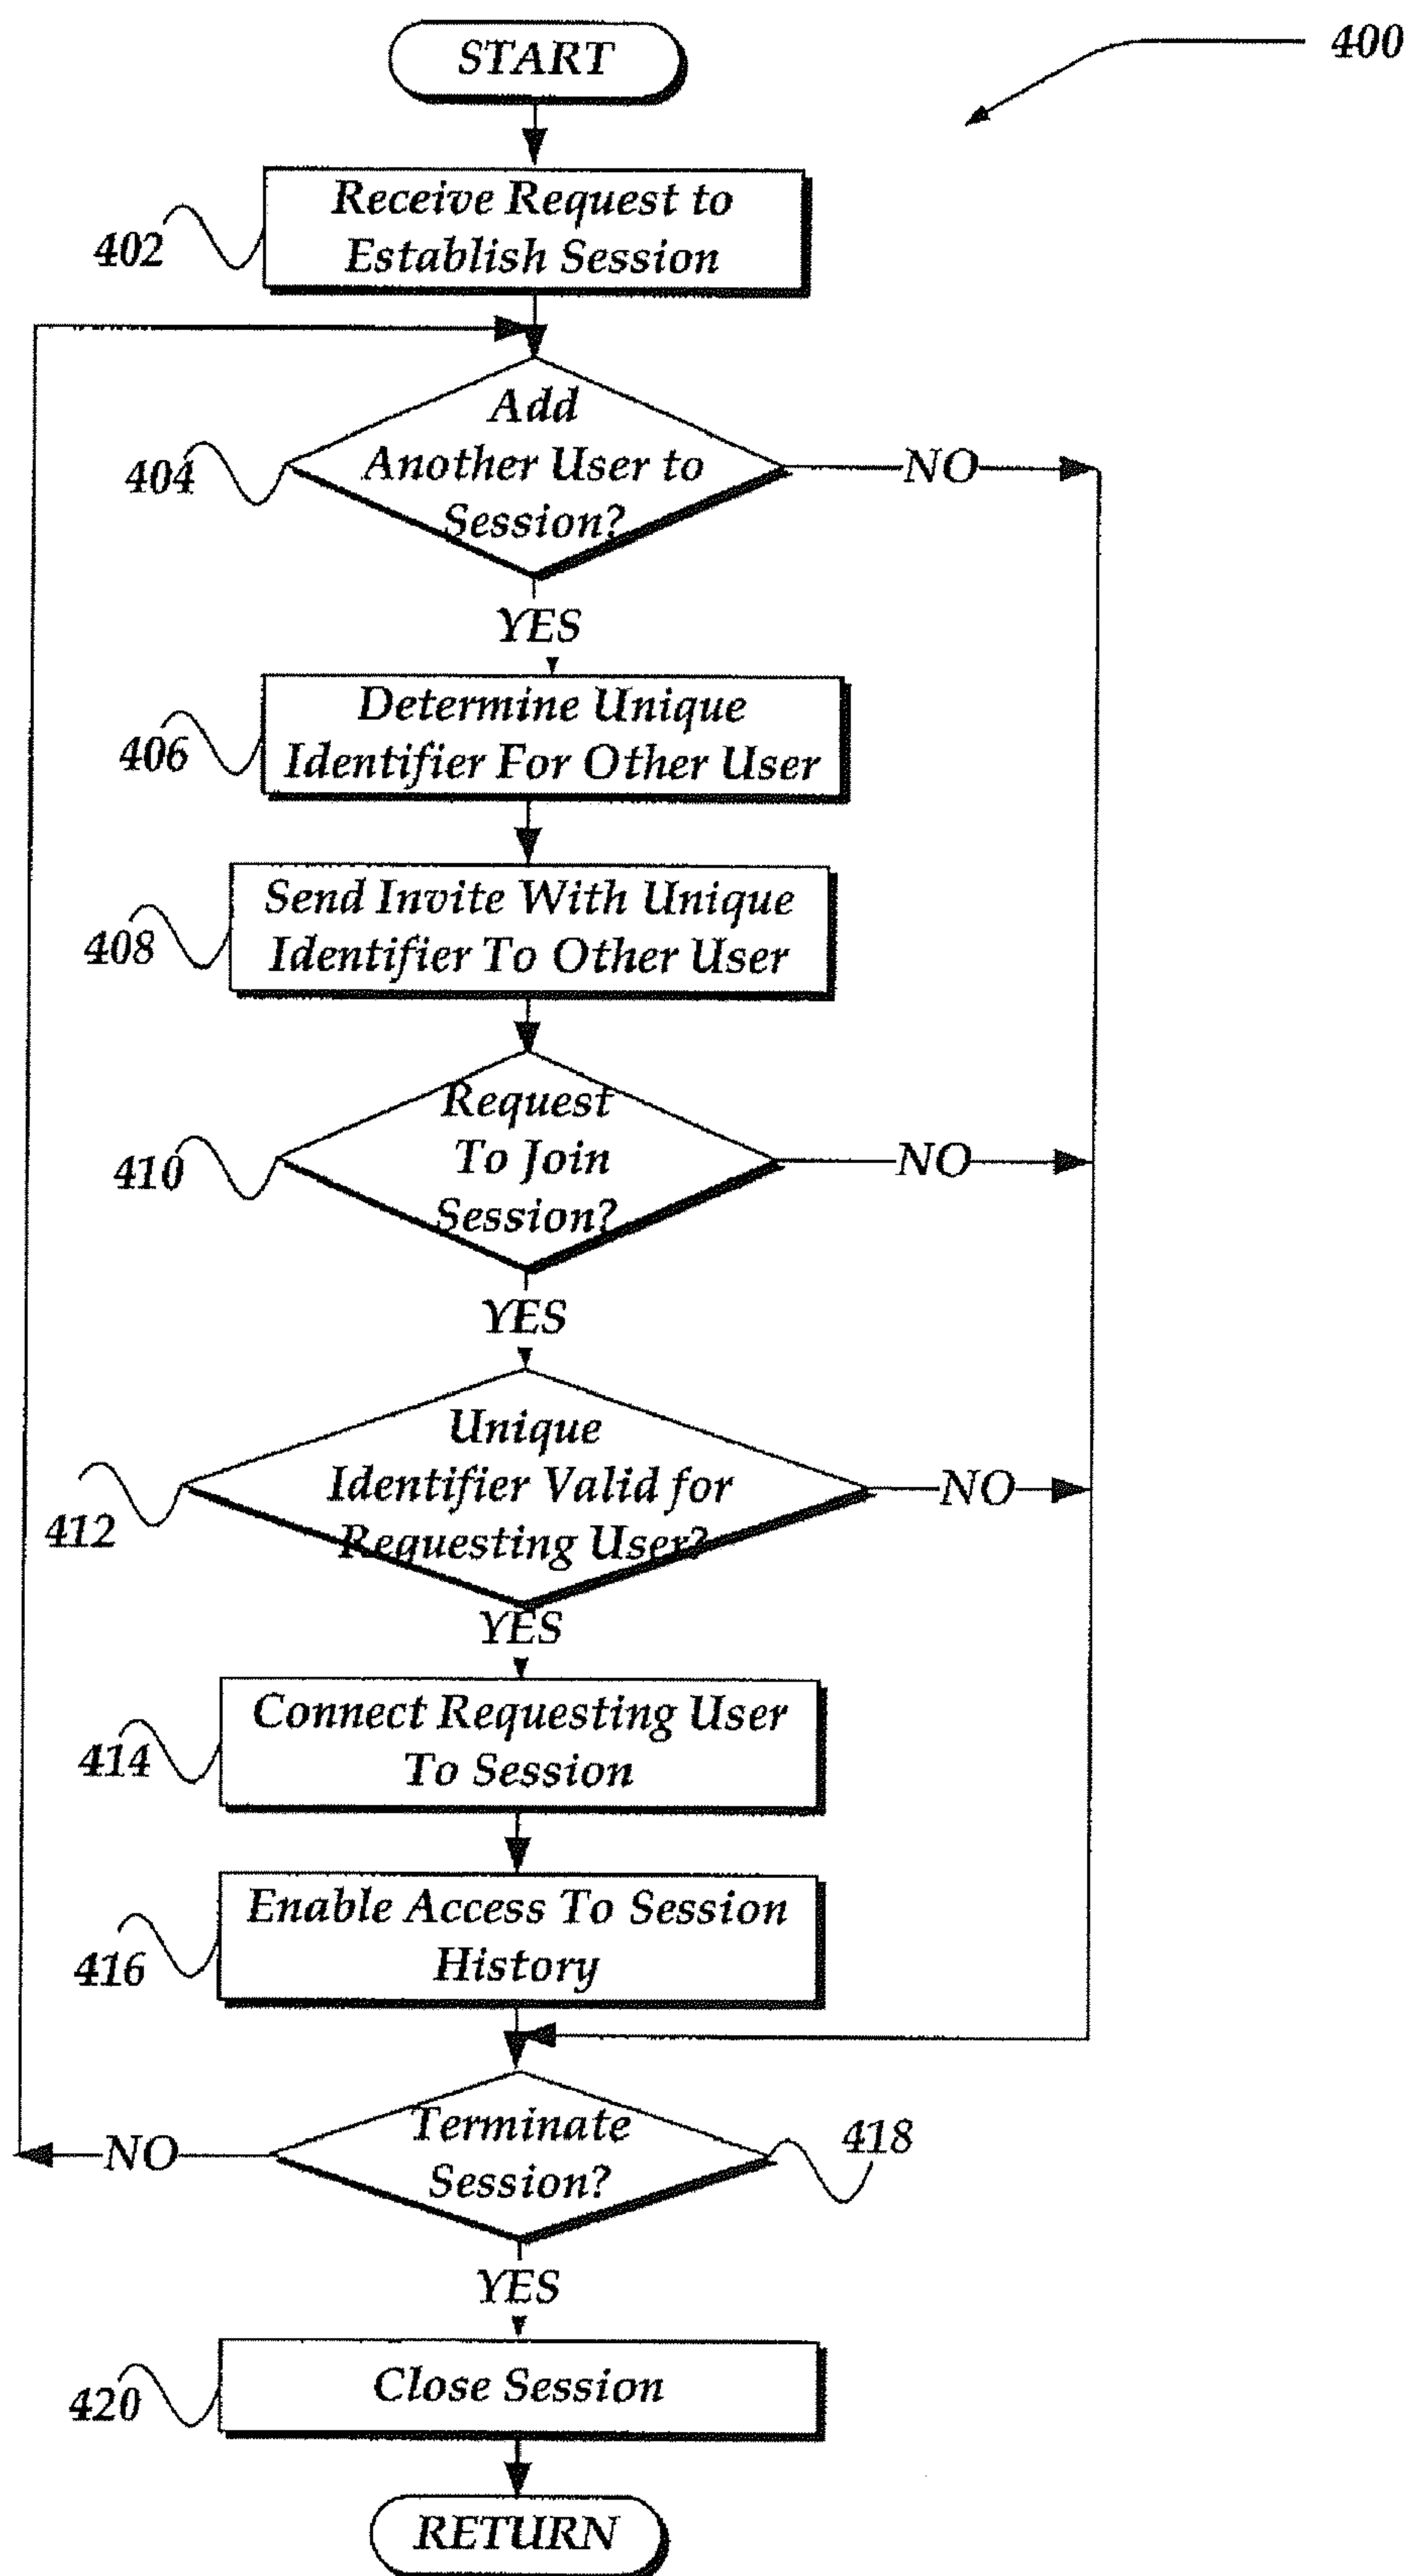 START
400
402
Receive Request to
Establish Session
404
Add
Another User to
Session?
NO
YES
406
Determine Unique
Identifier For Other User
408
Send Invite With Unique
Identifier To Other User
410
Request
To Join
Session?
NO
YES
412
Unique
Identifier Valid for
Requesting User?
NO
YES
414
Connect Requesting User
To Session
416
Enable Access To Session
History
NO
Terminate
Session?
418
YES
420
Close Session
RETURN